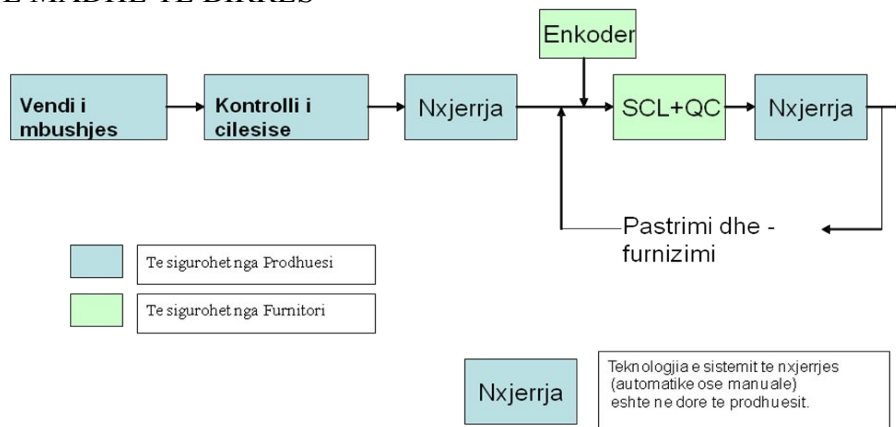 E MADHE TE BIRRES
Enkoder
Vendi i
mbushjes
Kontrolli i
cilesise
Nxjerrja
SCL+QC
Nxjerrja
Pastrimi dhe -
furnizimi
Te sigurohet nga Prodhuesi
Te sigurohet nga Furnitori
Nxjerrja
Teknologjia e sistemit te nxjerrjes
(automatike ose manuale)
eshte ne dore te prodhuesit.